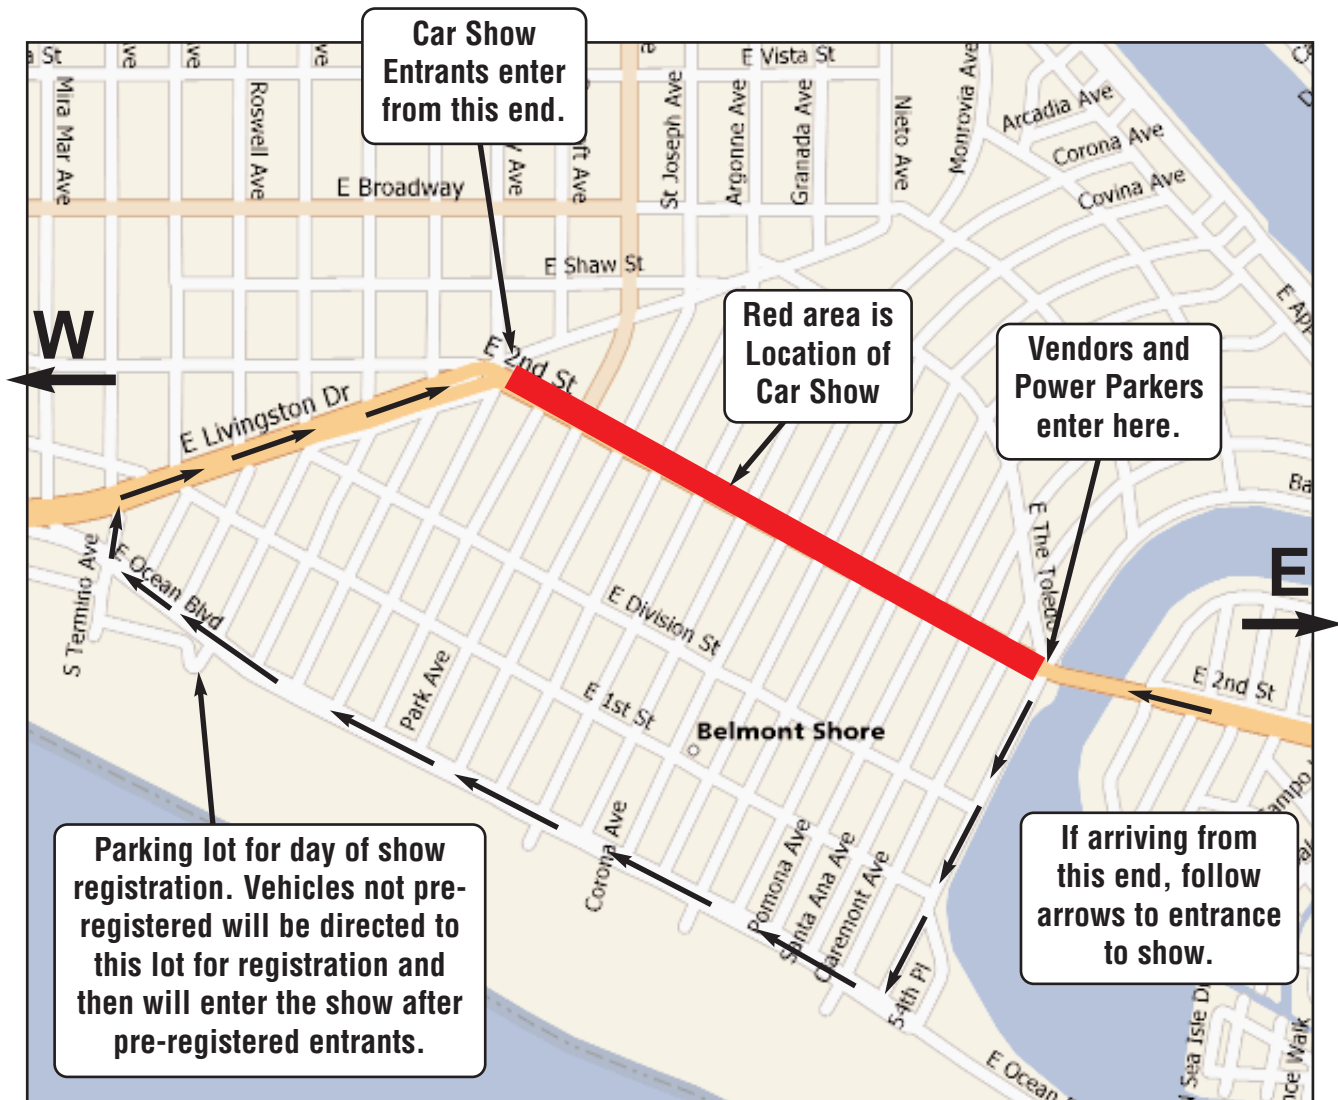 Car Show
Entrants enter
from this end.
E Vista St
Mira Mar Ave
Roswell Ave
St Joseph Ave
Argonne Ave
Granada Ave
Nieto Ave
Monrovia Ave
Arcadia Ave
Corona Ave
Covina Ave
E Broadway
E Shaw St
W
E 2nd St
E Livingston Dr
Red area is
Location of
Car Show
Vendors and
Power Parkers
enter here.
E The Toledo
E
E 2nd St
S Termino Ave
E Ocean Blvd
E Division St
Park Ave
E 1st St
Belmont Shore
Corona Ave
Pomona Ave
Santa Ana Ave
Claremont Ave
54th Pl
E Ocean
Parking lot for day of show
registration. Vehicles not pre-
registered will be directed to
this lot for registration and
then will enter the show after
pre-registered entrants.
If arriving from
this end, follow
arrows to entrance
to show.